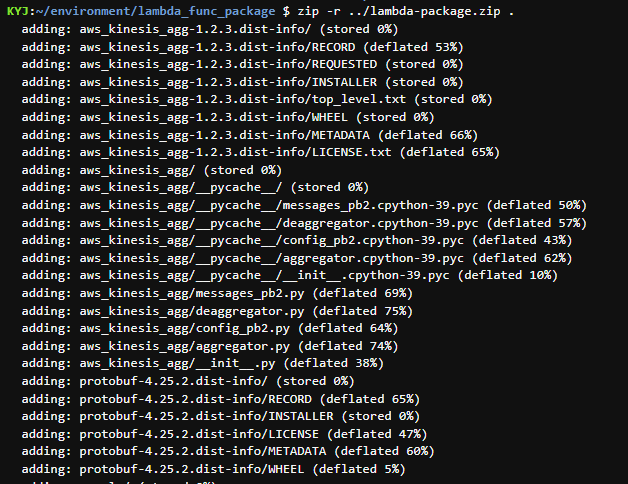 KYJ:~/environment/lambda_func_package $ zip -r ../lambda-package.zip .
adding: aws_kinesis_agg-1.2.3.dist-info/ (stored 0%)
adding: aws_kinesis_agg-1.2.3.dist-info/RECORD (deflated 53%)
adding: aws_kinesis_agg-1.2.3.dist-info/REQUESTED (stored 0%)
adding: aws_kinesis_agg-1.2.3.dist-info/INSTALLER (stored 0%)
adding: aws_kinesis_agg-1.2.3.dist-info/top_level.txt (stored 0%)
adding: aws_kinesis_agg-1.2.3.dist-info/WHEEL (stored 0%)
adding: aws_kinesis_agg-1.2.3.dist-info/METADATA (deflated 66%)
adding: aws_kinesis_agg-1.2.3.dist-info/LICENSE.txt (deflated 65%)
adding: aws_kinesis_agg/ (stored 0%)
adding: aws_kinesis_agg/__pycache__/ (stored 0%)
adding: aws_kinesis_agg/__pycache__/messages_pb2.cpython-39.pyc (deflated 50%)
adding: aws_kinesis_agg/__pycache__/deaggregator.cpython-39.pyc (deflated 57%)
adding: aws_kinesis_agg/__pycache__/config_pb2.cpython-39.pyc (deflated 43%)
adding: aws_kinesis_agg/__pycache__/aggregator.cpython-39.pyc (deflated 62%)
adding: aws_kinesis_agg/__pycache__/__init__.cpython-39.pyc (deflated 10%)
adding: aws_kinesis_agg/messages_pb2.py (deflated 69%)
adding: aws_kinesis_agg/deaggregator.py (deflated 75%)
adding: aws_kinesis_agg/config_pb2.py (deflated 64%)
adding: aws_kinesis_agg/aggregator.py (deflated 74%)
adding: aws_kinesis_agg/__init__.py (deflated 38%)
adding: protobuf-4.25.2.dist-info/ (stored 0%)
adding: protobuf-4.25.2.dist-info/RECORD (deflated 65%)
adding: protobuf-4.25.2.dist-info/INSTALLER (stored 0%)
adding: protobuf-4.25.2.dist-info/LICENSE (deflated 47%)
adding: protobuf-4.25.2.dist-info/METADATA (deflated 60%)
adding: protobuf-4.25.2.dist-info/WHEEL (deflated 5%)